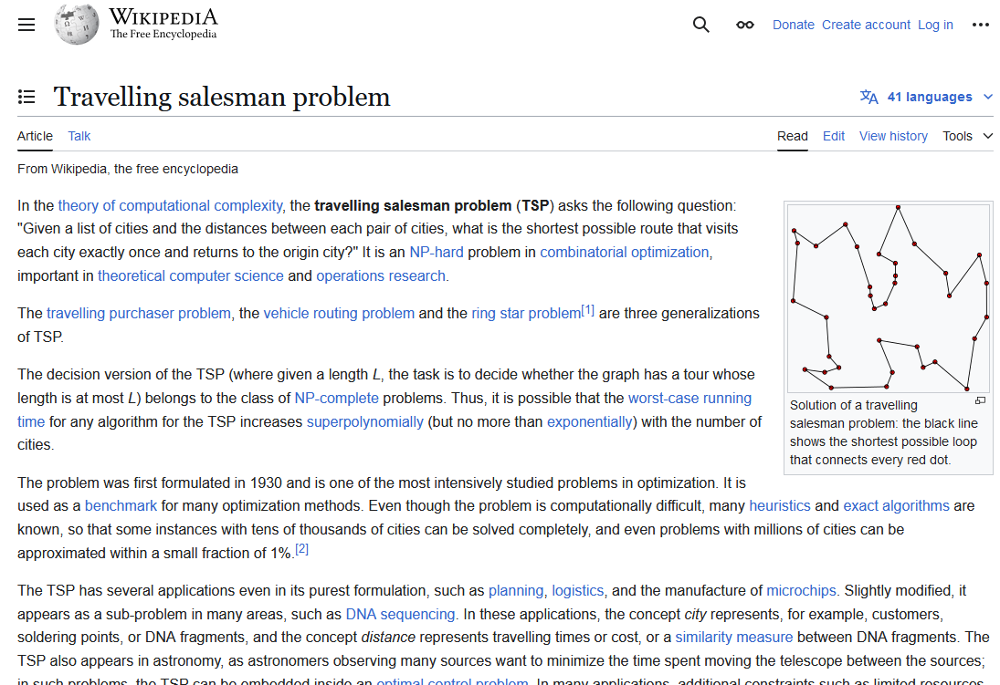 WIKIPEDIA
The Free Encyclopedia
Donate Create account Log in
Travelling salesman problem
41 languages
Article Talk
Read Edit View history Tools
From Wikipedia, the free encyclopedia
In the theory of computational complexity, the travelling salesman problem (TSP) asks the following question:
"Given a list of cities and the distances between each pair of cities, what is the shortest possible route that visits
each city exactly once and returns to the origin city?" It is an NP-hard problem in combinatorial optimization,
important in theoretical computer science and operations research.
The travelling purchaser problem, the vehicle routing problem and the ring star problem[1] are three generalizations
of TSP.
The decision version of the TSP (where given a length L, the task is to decide whether the graph has a tour whose
length is at most L) belongs to the class of NP-complete problems. Thus, it is possible that the worst-case running
time for any algorithm for the TSP increases superpolynomially (but no more than exponentially) with the number of
cities.
Solution of a travelling
salesman problem: the black line
shows the shortest possible loop
that connects every red dot.
The problem was first formulated in 1930 and is one of the most intensively studied problems in optimization. It is
used as a benchmark for many optimization methods. Even though the problem is computationally difficult, many heuristics and exact algorithms are
known, so that some instances with tens of thousands of cities can be solved completely, and even problems with millions of cities can be
approximated within a small fraction of 1%.[2]
The TSP has several applications even in its purest formulation, such as planning, logistics, and the manufacture of microchips. Slightly modified, it
appears as a sub-problem in many areas, such as DNA sequencing. In these applications, the concept city represents, for example, customers,
soldering points, or DNA fragments, and the concept distance represents travelling times or cost, or a similarity measure between DNA fragments. The
TSP also appears in astronomy, as astronomers observing many sources want to minimize the time spent moving the telescope between the sources;
in such problems, the TSP can be embedded inside an optimal control problem. In many applications, additional constraints such as limited resources